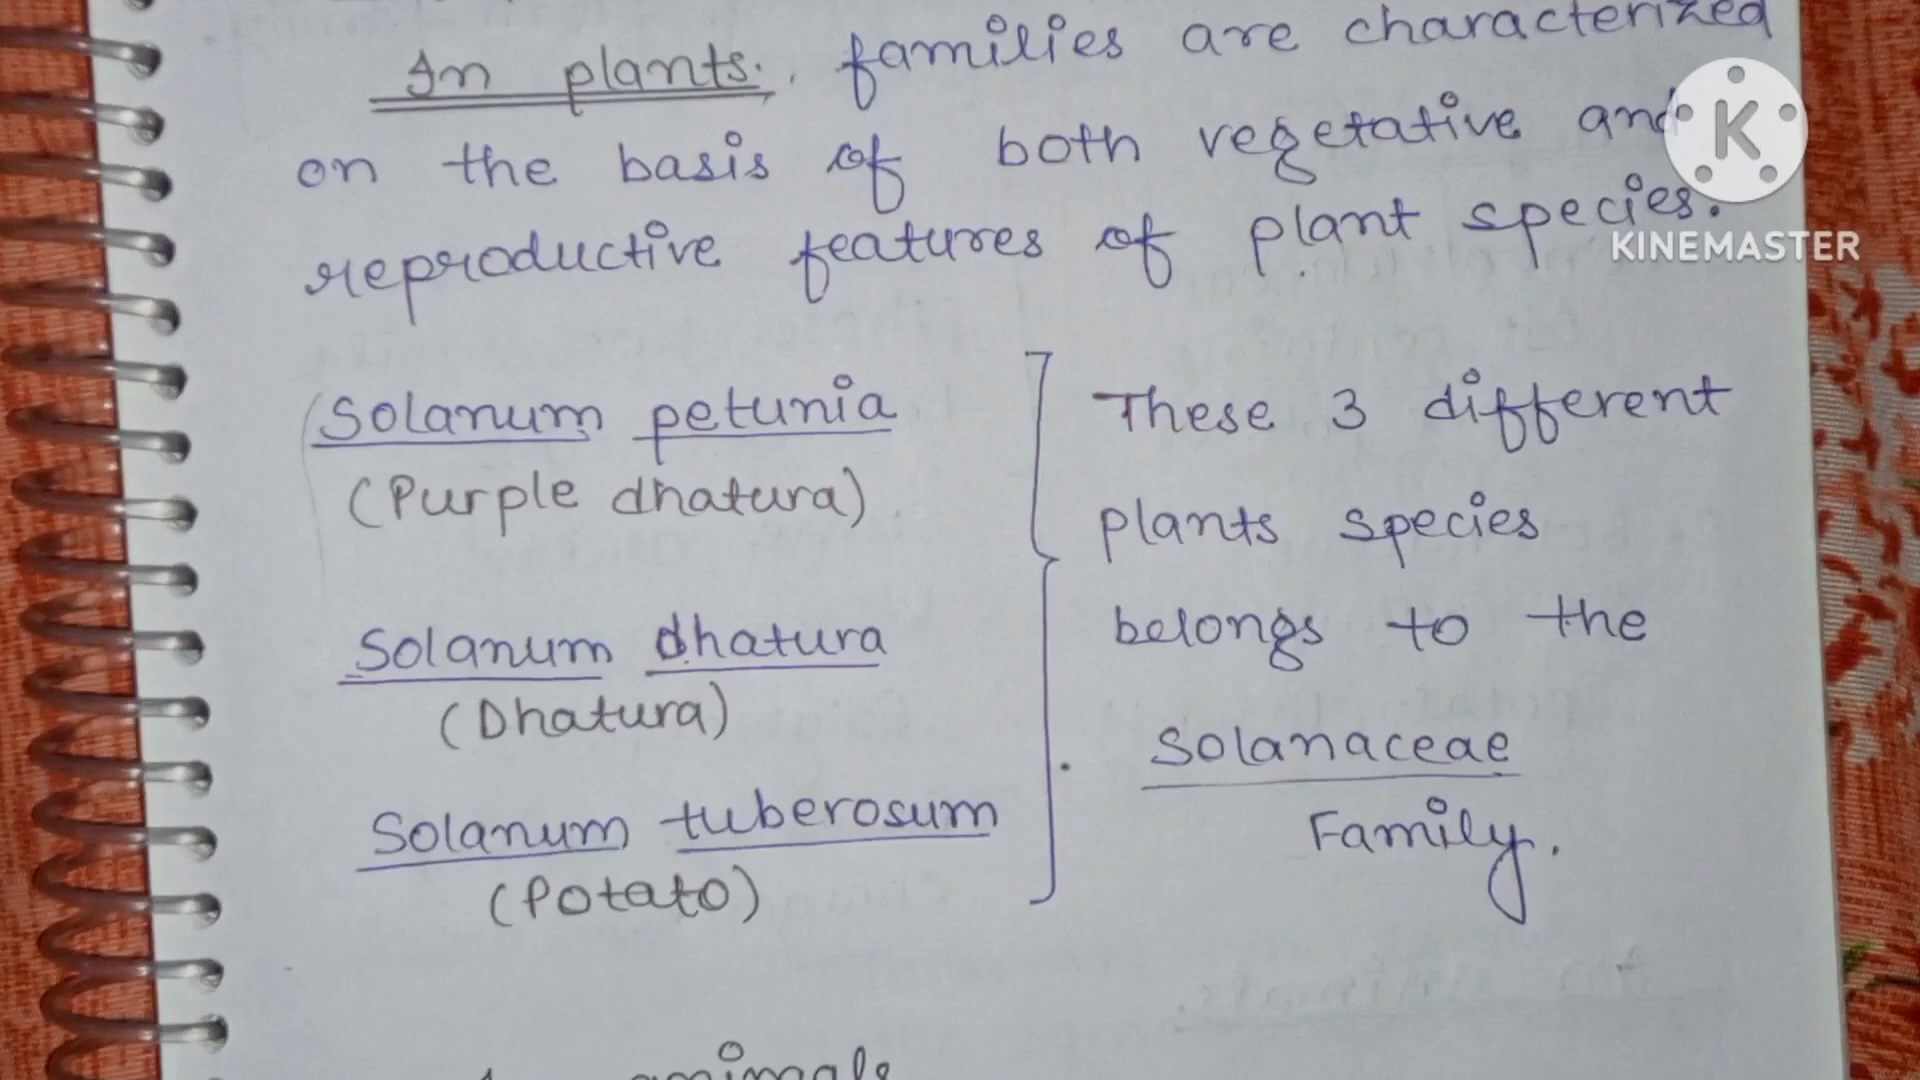 In plants, families are characterized
on the basis of both vegetative and
reproductive features of plant species.
K
KINEMASTER
Solanum petunia
(Purple dhatura)
Solanum dhatura
(Dhatura)
Solanum tuberosum
(Potato)
These 3 different
plants species
belongs to the
Solanaceae
Family.
animals